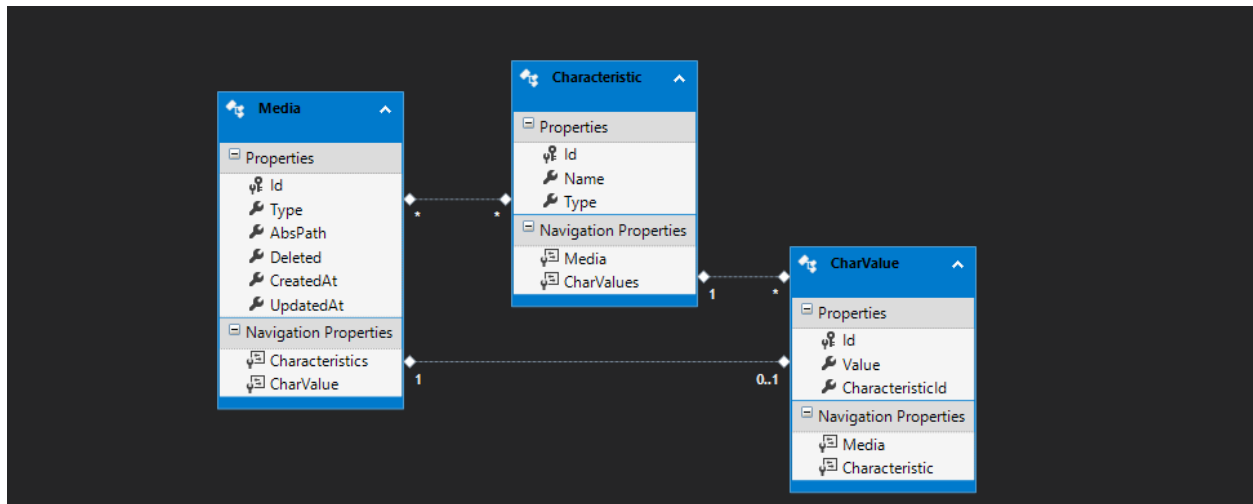 Media
Properties
Id
Type
AbsPath
Deleted
CreatedAt
UpdatedAt
Navigation Properties
Characteristics
CharValue
*
*
1
0..1
Characteristic
Properties
Id
Name
Type
Navigation Properties
Media
CharValues
1
*
CharValue
Properties
Id
Value
CharacteristicId
Navigation Properties
Media
Characteristic